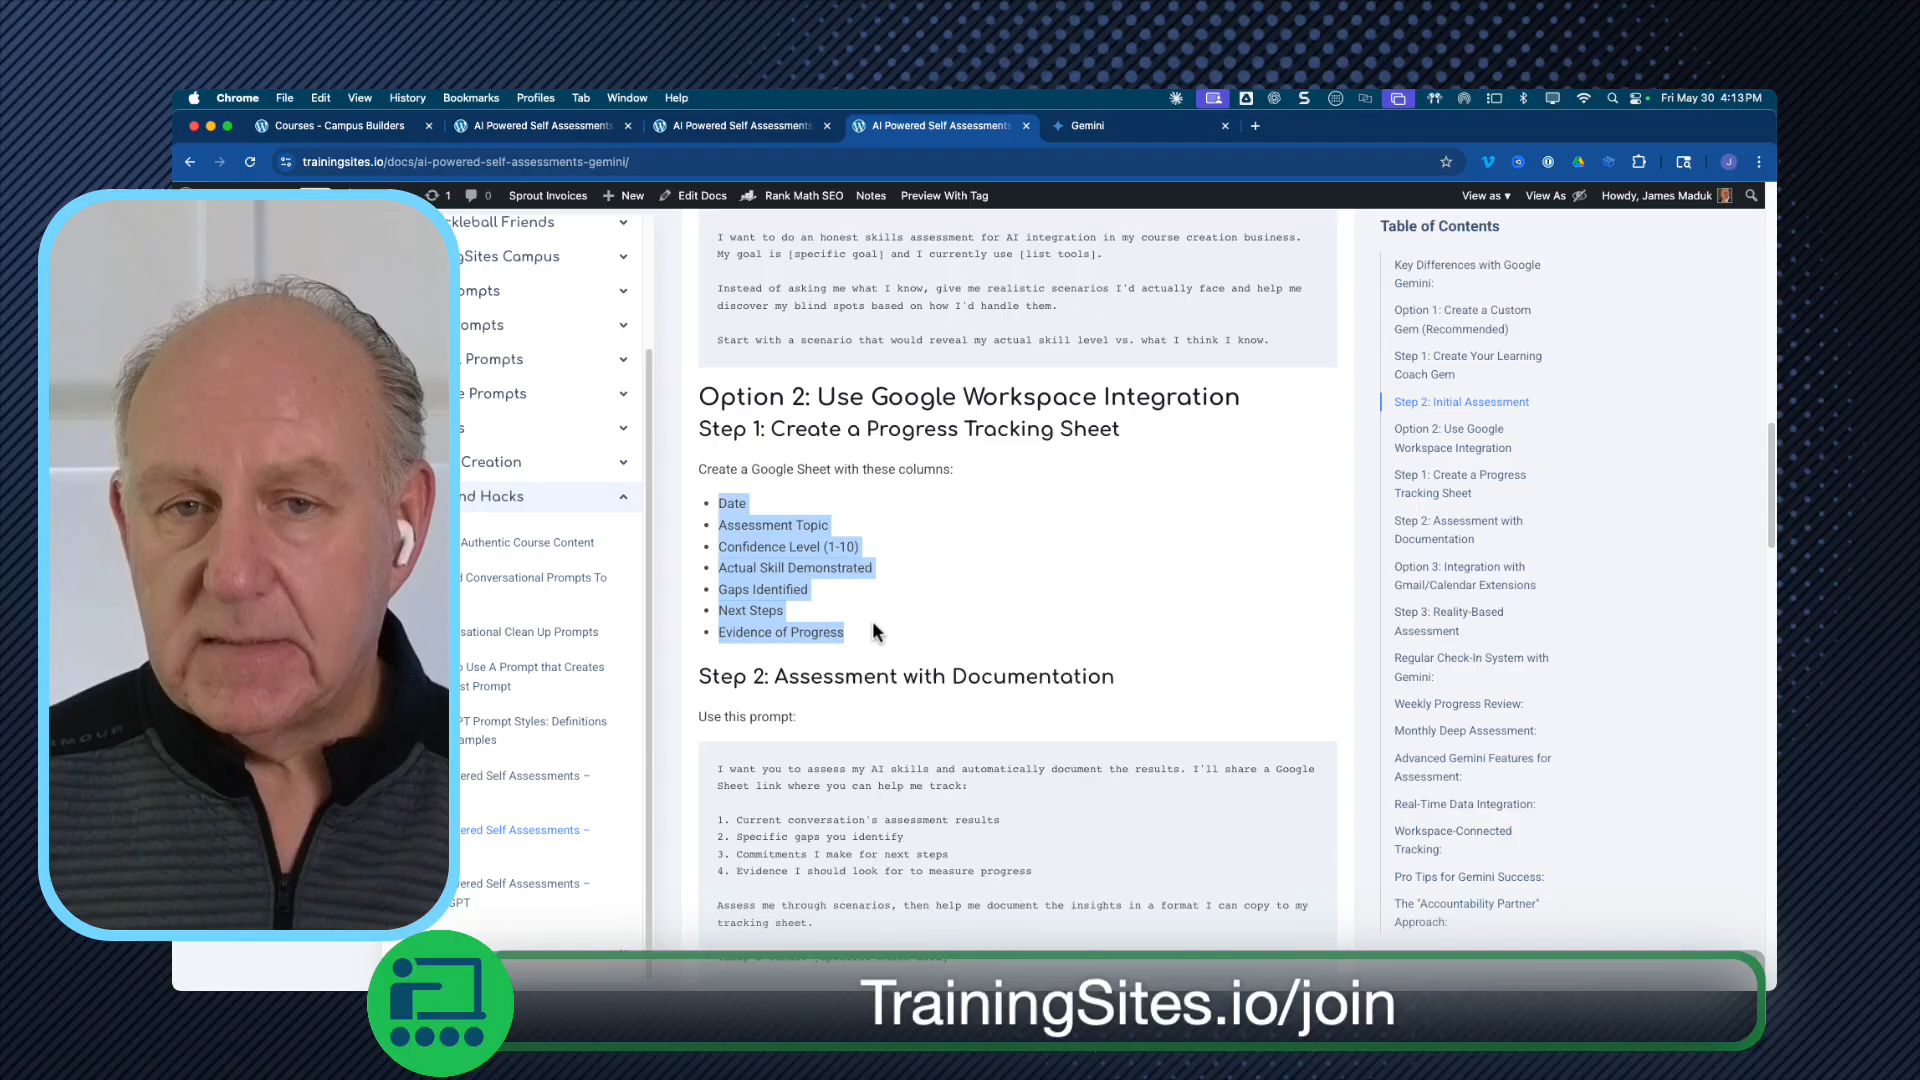 Chrome File Edit View History Bookmarks Profiles Tab Window Help Fri May 30 4:13 PM
Courses - Campus Builders AI Powered Self Assessments AI Powered Self Assessments AI Powered Self Assessments Gemini
trainingsites.io/docs/ai-powered-self-assessments-gemini/
1 0 Sprout Invoices New Edit Docs Rank Math SEO Notes Preview With Tag View as View As Howdy, James Maduk
ckleball Friends
gSites Campus
ompts
ompts
Prompts
e Prompts
s
Creation
nd Hacks
Authentic Course Content
d Conversational Prompts To
sational Clean Up Prompts
o Use A Prompt that Creates
st Prompt
PT Prompt Styles: Definitions
amples
ered Self Assessments –
ered Self Assessments –
ered Self Assessments –
GPT
I want to do an honest skills assessment for AI integration in my course creation business.
My goal is [specific goal] and I currently use [list tools].
Instead of asking me what I know, give me realistic scenarios I'd actually face and help me
discover my blind spots based on how I'd handle them.
Start with a scenario that would reveal my actual skill level vs. what I think I know.
Option 2: Use Google Workspace Integration
Step 1: Create a Progress Tracking Sheet
Create a Google Sheet with these columns:
• Date
• Assessment Topic
• Confidence Level (1-10)
• Actual Skill Demonstrated
• Gaps Identified
• Next Steps
• Evidence of Progress
Step 2: Assessment with Documentation
Use this prompt:
I want you to assess my AI skills and automatically document the results. I'll share a Google
Sheet link where you can help me track:
1. Current conversation's assessment results
2. Specific gaps you identify
3. Commitments I make for next steps
4. Evidence I should look for to measure progress
Assess me through scenarios, then help me document the insights in a format I can copy to my
tracking sheet.
Table of Contents
Key Differences with Google
Gemini:
Option 1: Create a Custom
Gem (Recommended)
Step 1: Create Your Learning
Coach Gem
Step 2: Initial Assessment
Option 2: Use Google
Workspace Integration
Step 1: Create a Progress
Tracking Sheet
Step 2: Assessment with
Documentation
Option 3: Integration with
Gmail/Calendar Extensions
Step 3: Reality-Based
Assessment
Regular Check-In System with
Gemini:
Weekly Progress Review:
Monthly Deep Assessment:
Advanced Gemini Features for
Assessment:
Real-Time Data Integration:
Workspace-Connected
Tracking:
Pro Tips for Gemini Success:
The "Accountability Partner"
Approach:
TrainingSites.io/join